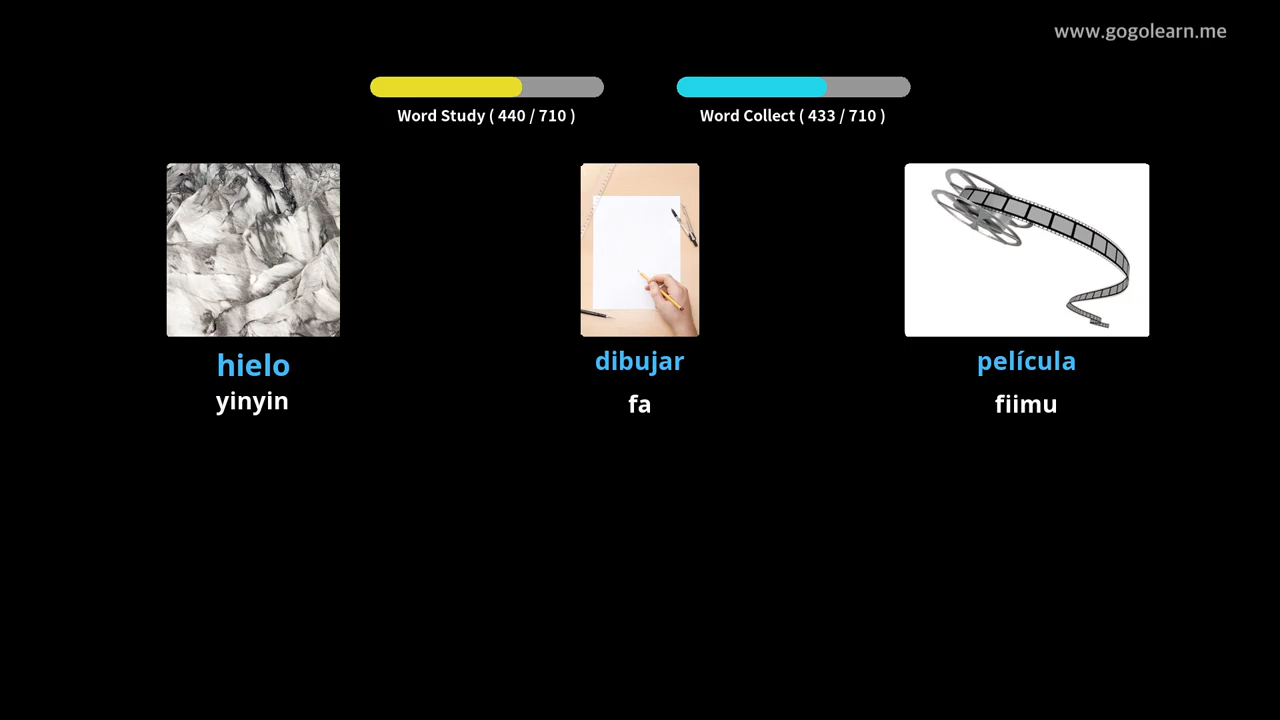 www.gogolearn.me
Word Study ( 440 / 710 )
Word Collect ( 433 / 710 )
hielo
yinyin
dibujar
fa
película
fiimu